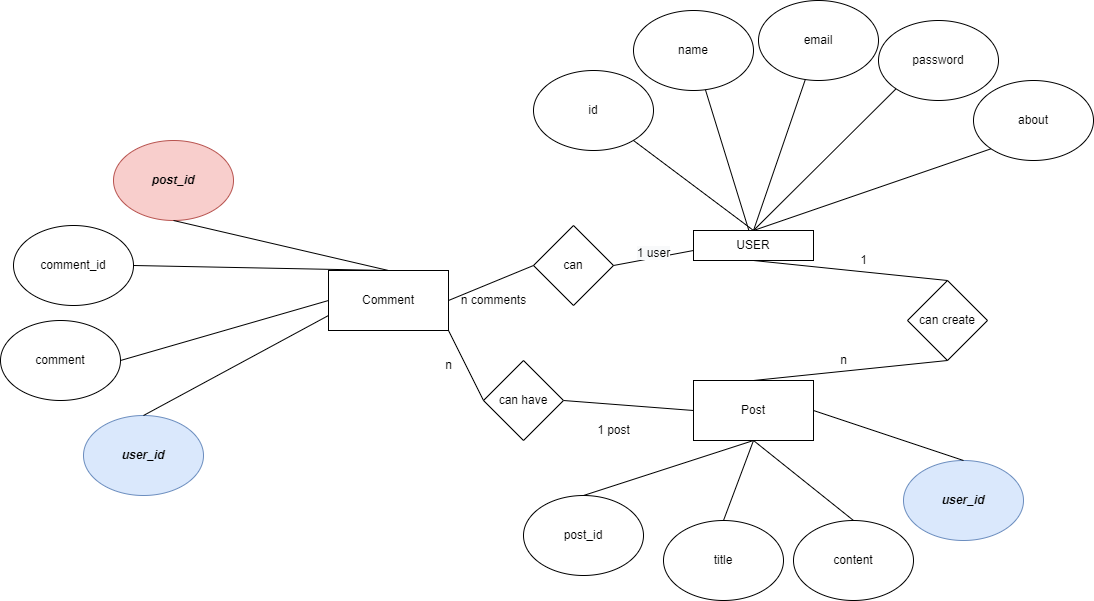 email
name
password
id
about
post_id
USER
1 user
1
comment_id
can
Comment
n comments
can create
comment
n
n
can have
Post
1 post
user_id
user_id
post_id
title
content